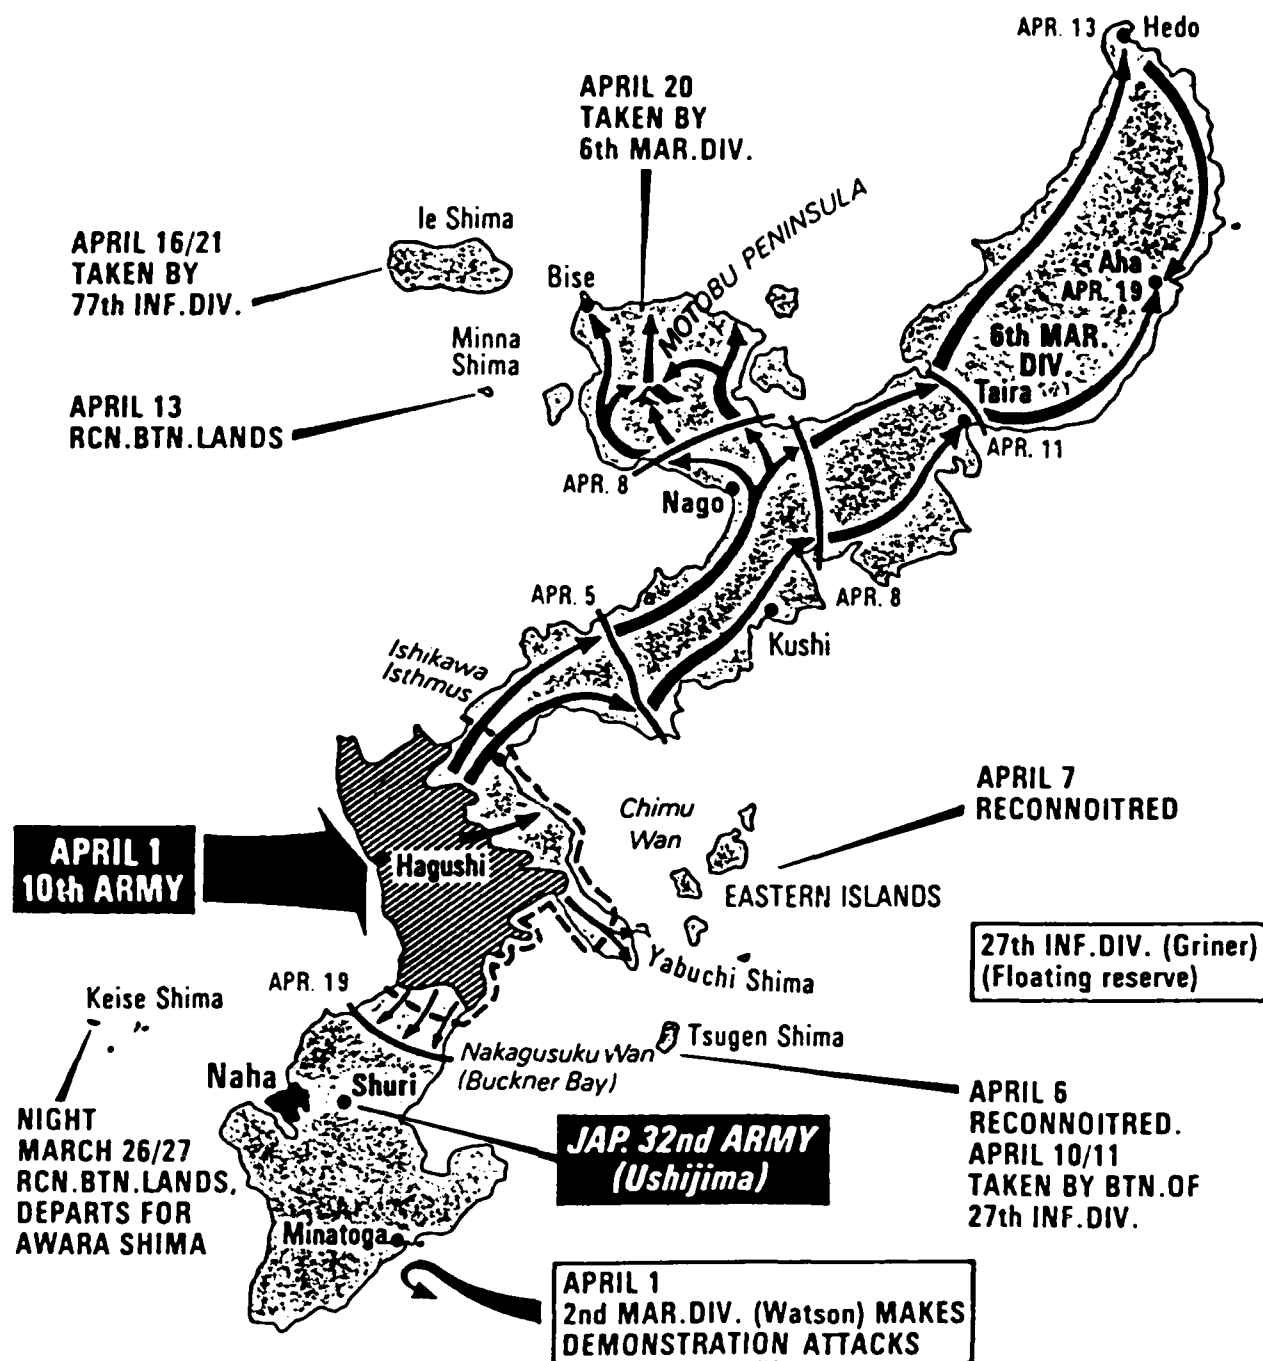 APR. 13
Hedo
APRIL 20
TAKEN BY
6th MAR.DIV.
Ie Shima
APRIL 16/21
TAKEN BY
77th INF.DIV.
Bise
MOTOBU PENINSULA
Minna
Shima
APRIL 13
RCN.BTN.LANDS
Aha
APR. 19
6th MAR.
DIV.
Taira
APR. 11
APR. 8
Nago
APR. 5
APR. 8
Kushi
Ishikawa
Isthmus
APRIL 7
RECONNOITRED
Chimu
Wan
APRIL 1
10th ARMY
Hagushi
EASTERN ISLANDS
27th INF.DIV. (Griner)
(Floating reserve)
Yabuchi Shima
APR. 19
Keise Shima
Tsugen Shima
Nakagusuku Wan
(Buckner Bay)
Naha
Shuri
NIGHT
MARCH 26/27
RCN.BTN.LANDS,
DEPARTS FOR
AWARA SHIMA
JAP. 32nd ARMY
(Ushijima)
APRIL 6
RECONNOITRED.
APRIL 10/11
TAKEN BY BTN.OF
27th INF.DIV.
Minatoga
APRIL 1
2nd MAR.DIV. (Watson) MAKES
DEMONSTRATION ATTACKS